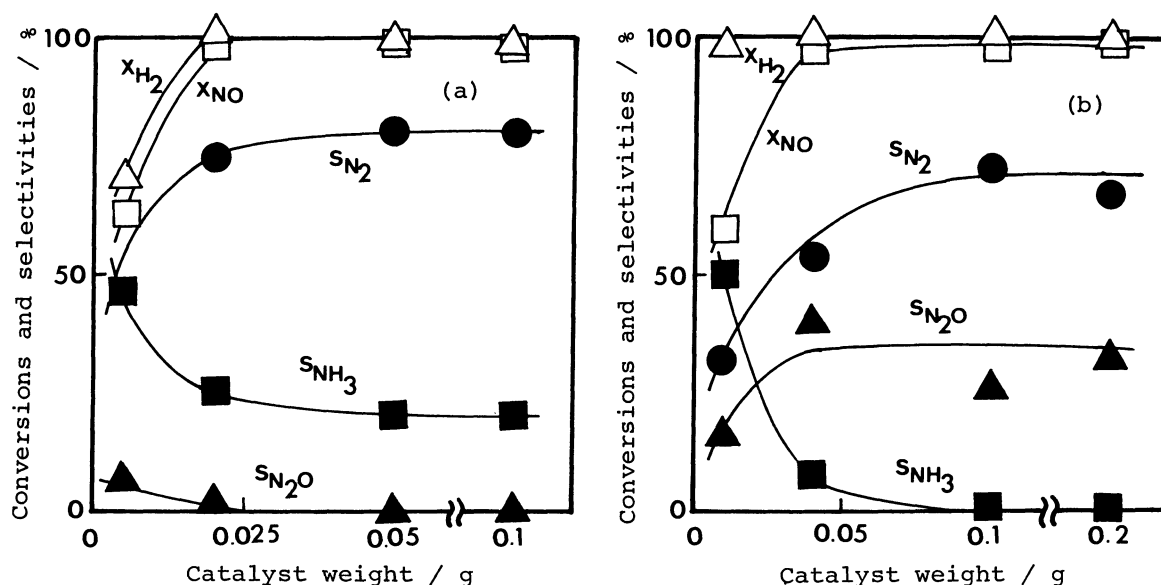 Conversions and selectivities / %
100
50
0
X_H2
X_NO
(a)
S_N2
S_NH3
S_N2O
0
0.025
0.05
0.1
Catalyst weight / g
Conversions and selectivities / %
100
50
0
X_H2
X_NO
(b)
S_N2
S_N2O
S_NH3
0
0.05
0.1
0.2
Catalyst weight / g